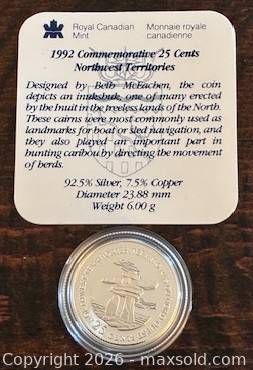 Royal Canadian Mint
Monnaie royale canadienne
1992 Commemorative 25 Cents
Northwest Territories
Designed by Beth McEachen, the coin
depicts an inukshuk, one of many erected
by the Inuit in the treeless lands of the North.
These cairns were most commonly used as
landmarks for boat or sled navigation, and
they also played an important part in
hunting caribou by directing the movement
of herds.
92.5% Silver, 7.5% Copper
Diameter 23.88 mm
Weight 6.00 g
25 CENTS
Copyright 2026 - maxsold.com